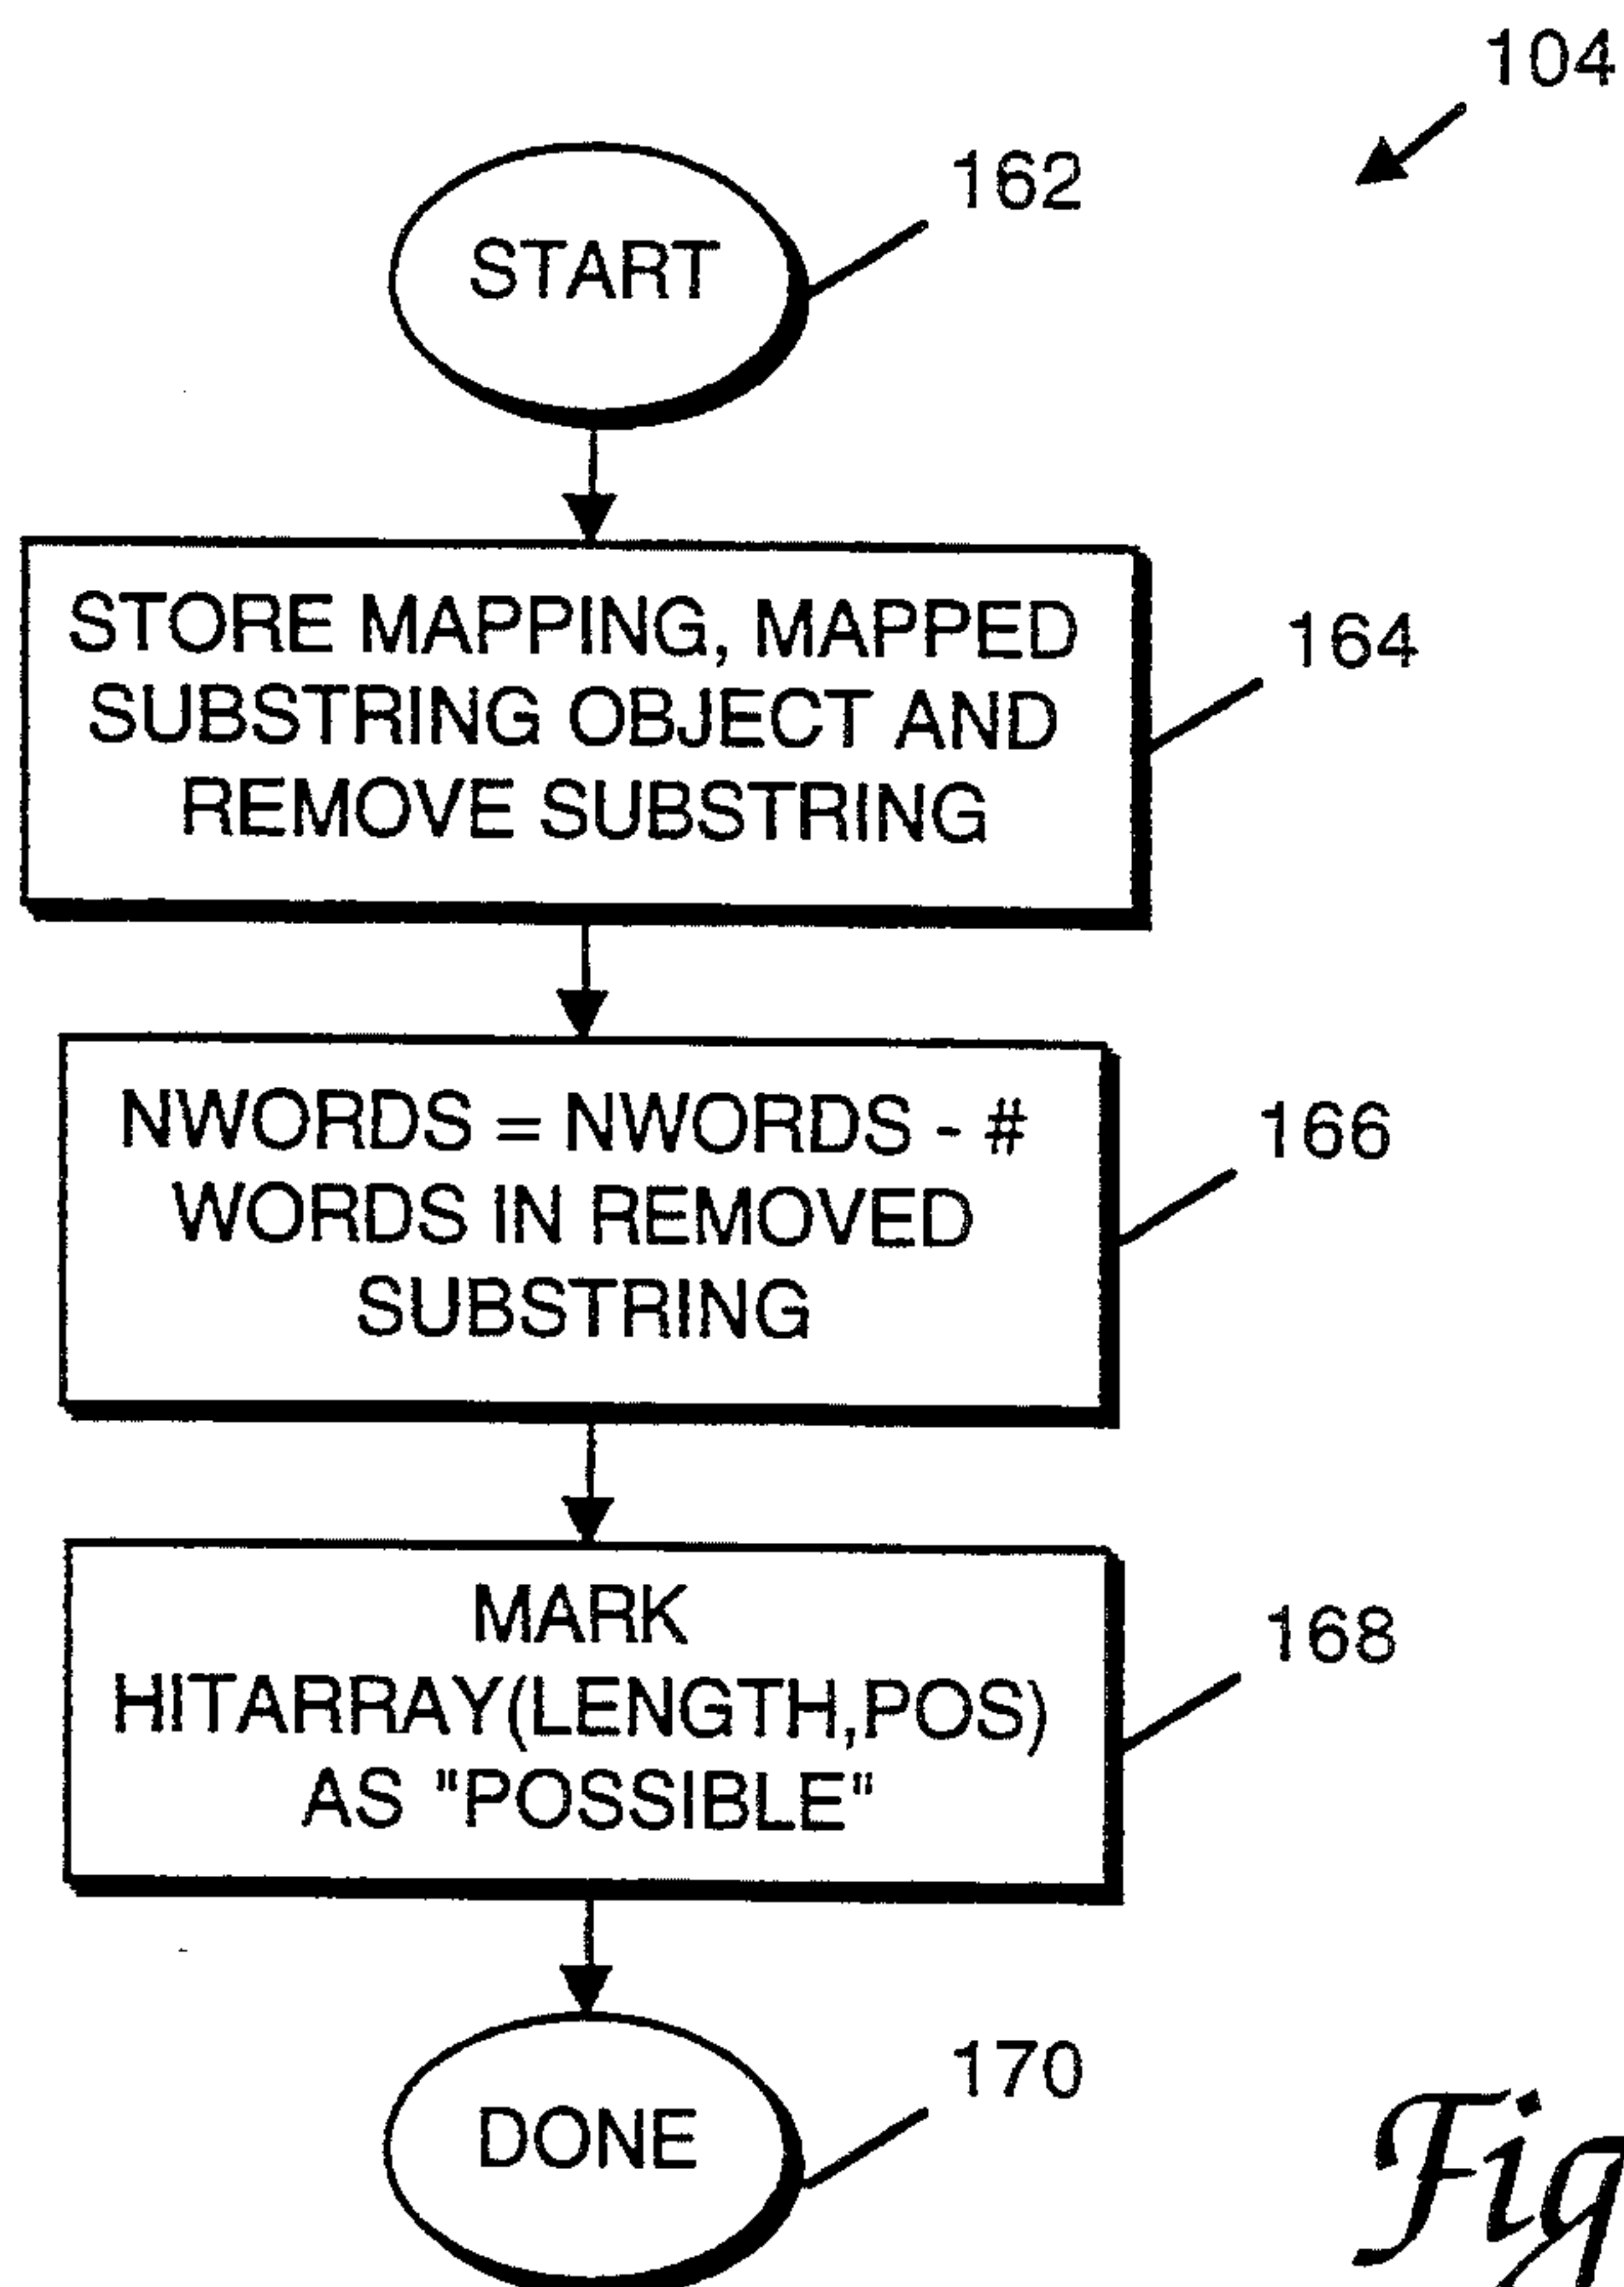 104
162
START
STORE MAPPING, MAPPED
SUBSTRING OBJECT AND
REMOVE SUBSTRING
164
NWORDS = NWORDS - #
WORDS IN REMOVED
SUBSTRING
166
MARK
HITARRAY(LENGTH,POS)
AS "POSSIBLE"
168
170
DONE
Fig